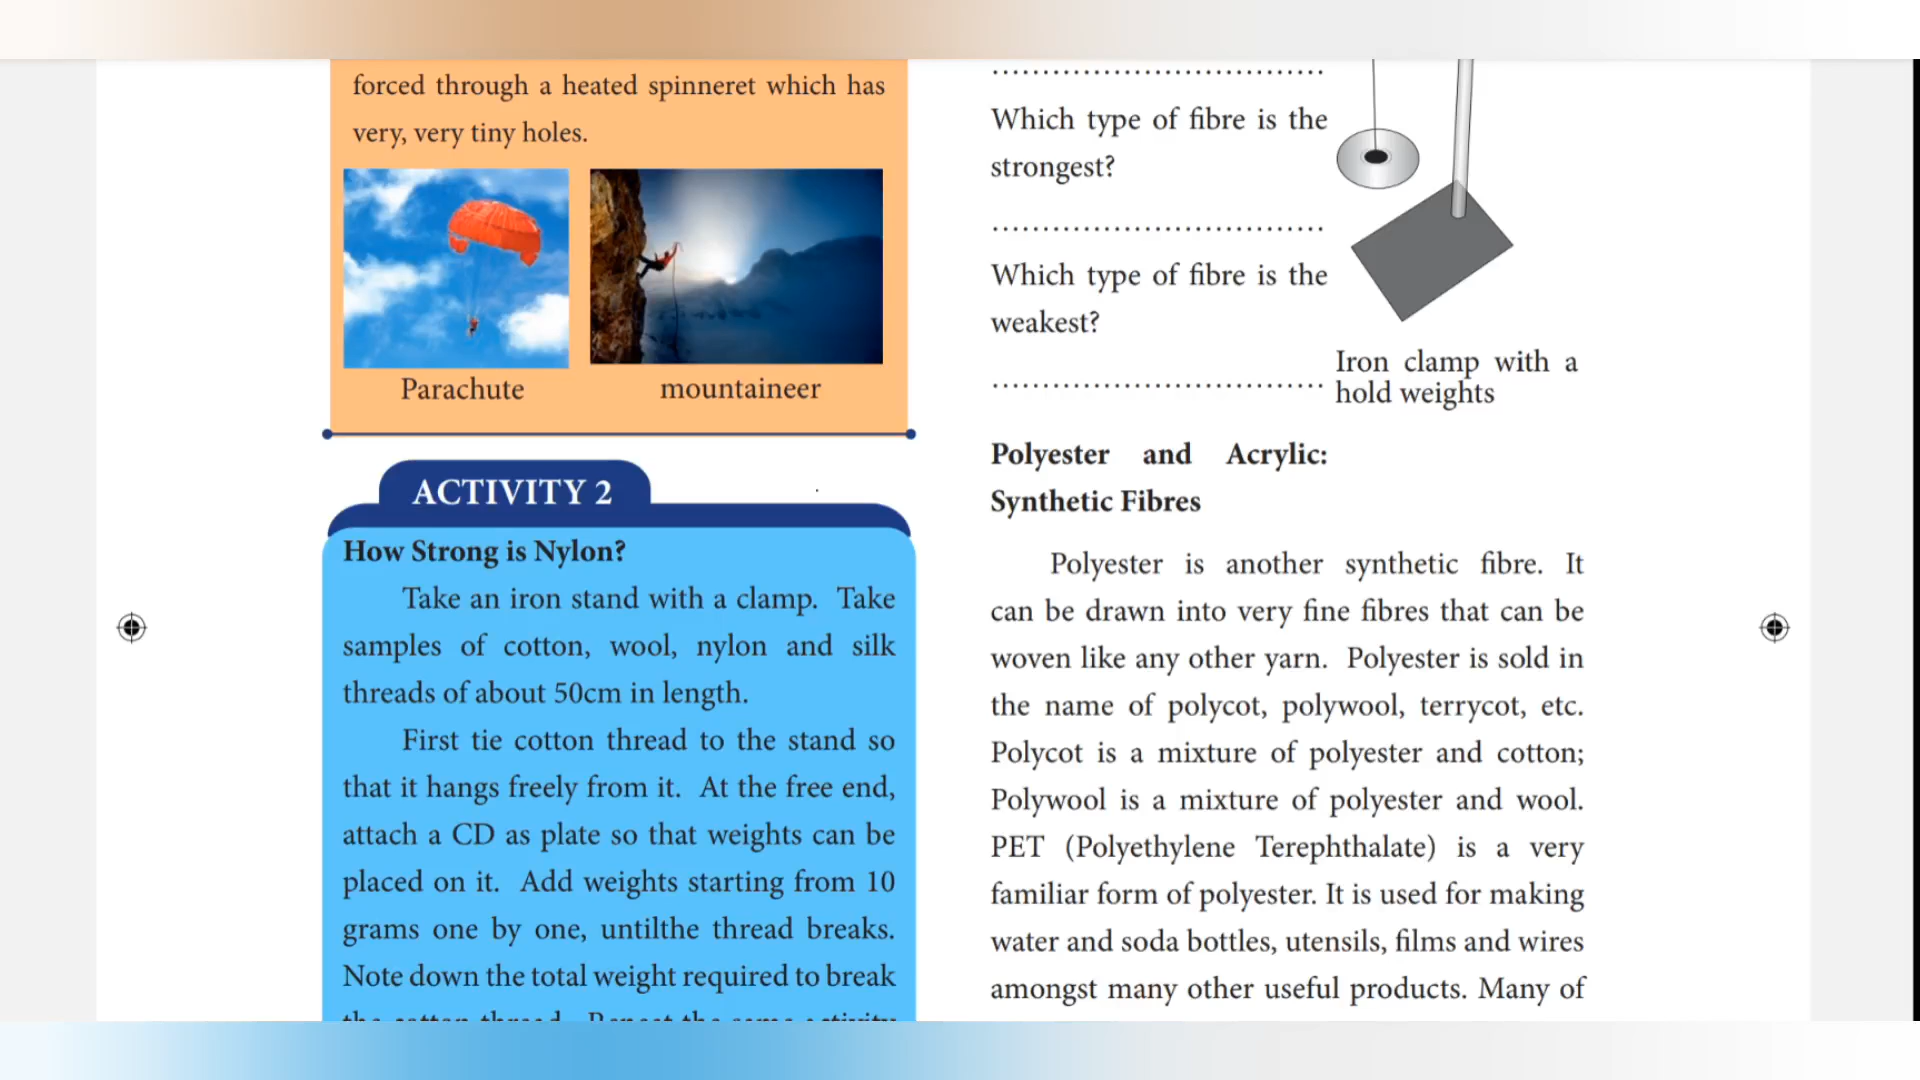 forced through a heated spinneret which has
very, very tiny holes.
Parachute
mountaineer
ACTIVITY 2
How Strong is Nylon?
Take an iron stand with a clamp. Take
samples of cotton, wool, nylon and silk
threads of about 50cm in length.
First tie cotton thread to the stand so
that it hangs freely from it. At the free end,
attach a CD as plate so that weights can be
placed on it. Add weights starting from 10
grams one by one, untilthe thread breaks.
Note down the total weight required to break
the cotton thread. Repeat the same activity
Which type of fibre is the
strongest?
Which type of fibre is the
weakest?
Iron clamp with a
hold weights
Polyester and Acrylic:
Synthetic Fibres
Polyester is another synthetic fibre. It
can be drawn into very fine fibres that can be
woven like any other yarn. Polyester is sold in
the name of polycot, polywool, terrycot, etc.
Polycot is a mixture of polyester and cotton;
Polywool is a mixture of polyester and wool.
PET (Polyethylene Terephthalate) is a very
familiar form of polyester. It is used for making
water and soda bottles, utensils, films and wires
amongst many other useful products. Many of